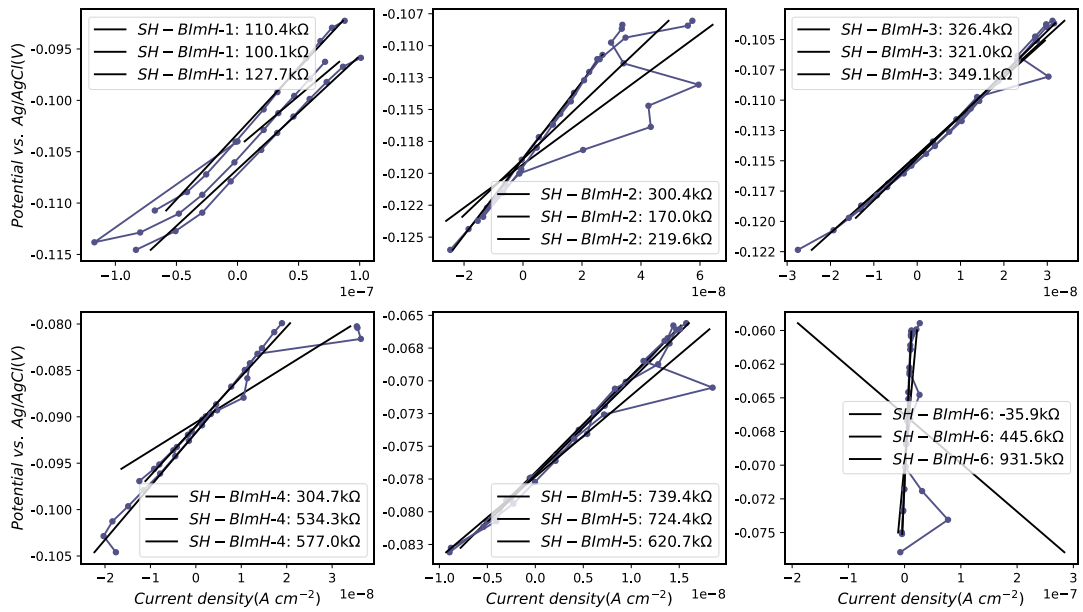 -0.095
-0.100
-0.105
-0.110
-0.115
Potential vs. Ag/AgCl(V)
SH − BImH-1: 110.4kΩ
SH − BImH-1: 100.1kΩ
SH − BImH-1: 127.7kΩ
-1.0
-0.5
0.0
0.5
1.0
1e-7
-0.107
-0.110
-0.113
-0.115
-0.118
-0.120
-0.123
-0.125
SH − BImH-2: 300.4kΩ
SH − BImH-2: 170.0kΩ
SH − BImH-2: 219.6kΩ
-2
0
2
4
6
1e-8
-0.105
-0.107
-0.110
-0.113
-0.115
-0.117
-0.120
-0.122
SH − BImH-3: 326.4kΩ
SH − BImH-3: 321.0kΩ
SH − BImH-3: 349.1kΩ
-3
-2
-1
0
1
2
3
1e-8
-0.080
-0.085
-0.090
-0.095
-0.100
-0.105
Potential vs. Ag/AgCl(V)
SH − BImH-4: 304.7kΩ
SH − BImH-4: 534.3kΩ
SH − BImH-4: 577.0kΩ
-2
-1
0
1
2
3
1e-8
Current density(A cm⁻²)
-0.065
-0.068
-0.070
-0.073
-0.075
-0.078
-0.080
-0.083
SH − BImH-5: 739.4kΩ
SH − BImH-5: 724.4kΩ
SH − BImH-5: 620.7kΩ
-1.0
-0.5
0.0
0.5
1.0
1.5
1e-8
Current density(A cm⁻²)
-0.060
-0.062
-0.065
-0.068
-0.070
-0.072
-0.075
SH − BImH-6: -35.9kΩ
SH − BImH-6: 445.6kΩ
SH − BImH-6: 931.5kΩ
-2
-1
0
1
2
3
1e-7
Current density(A cm⁻²)